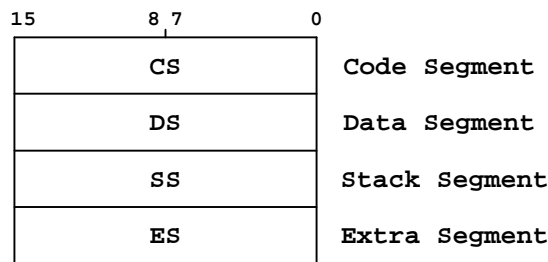 15 8 7 0
CS Code Segment
DS Data Segment
SS Stack Segment
ES Extra Segment